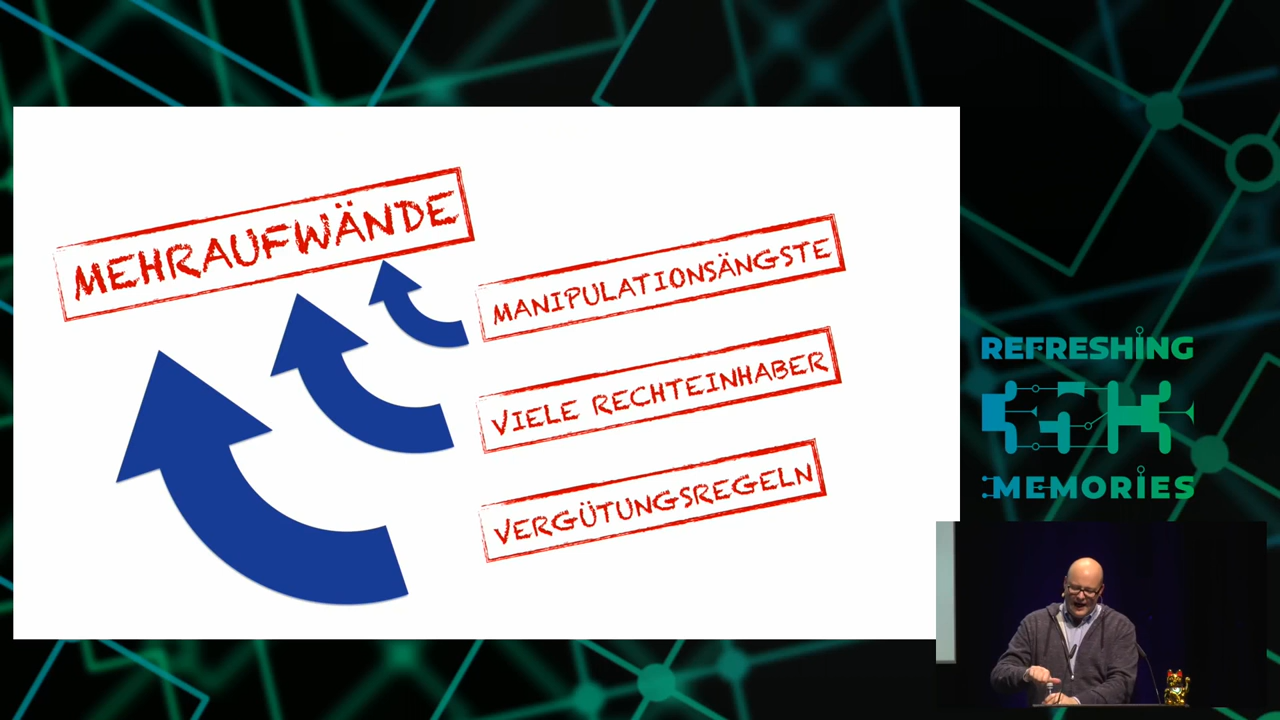 MEHRAUFWÄNDE
MANIPULATIONSÄNGSTE
VIELE RECHTEINHABER
VERGÜTUNGSREGELN
REFRESHING
MEMORIES